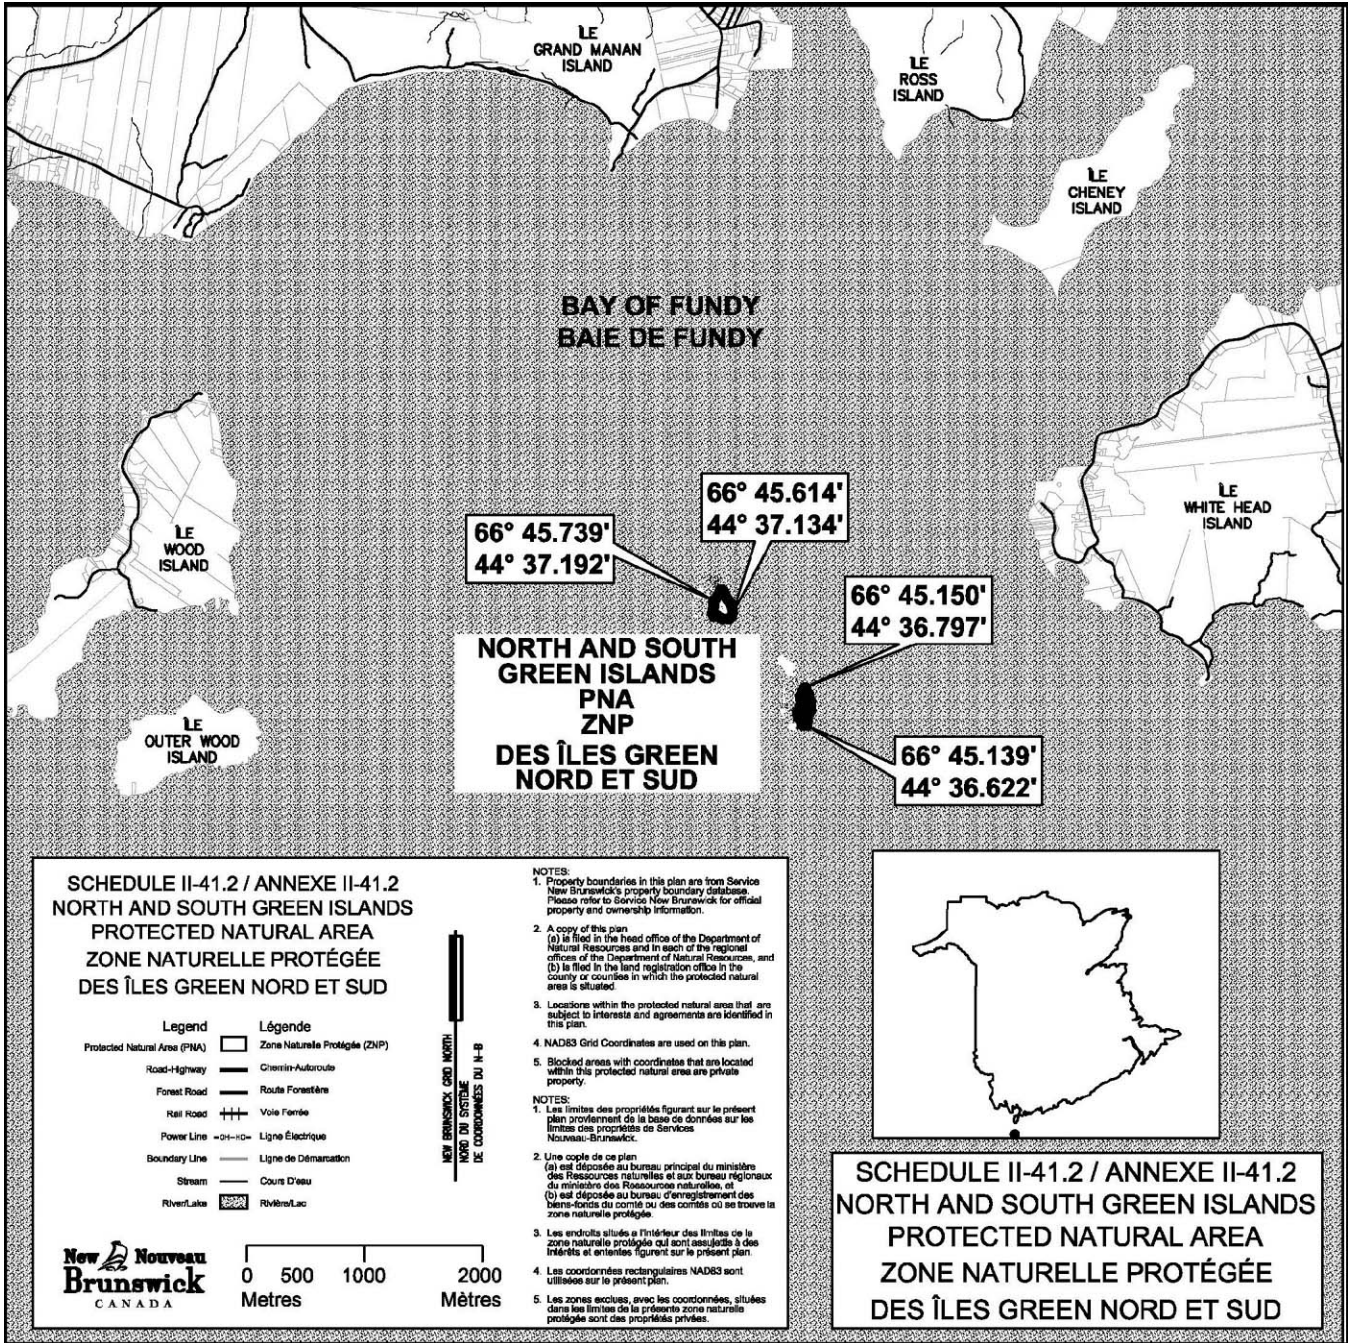 ÎLE
GRAND MANAN
ISLAND
ÎLE
ROSS
ISLAND
ÎLE
CHENEY
ISLAND
BAY OF FUNDY
BAIE DE FUNDY
ÎLE
WOOD
ISLAND
ÎLE
WHITE HEAD
ISLAND
66° 45.614'
44° 37.134'
66° 45.739'
44° 37.192'
66° 45.150'
44° 36.797'
NORTH AND SOUTH
GREEN ISLANDS
PNA
ZNP
DES ÎLES GREEN
NORD ET SUD
ÎLE
OUTER WOOD
ISLAND
66° 45.139'
44° 36.622'
SCHEDULE II-41.2 / ANNEXE II-41.2
NORTH AND SOUTH GREEN ISLANDS
PROTECTED NATURAL AREA
ZONE NATURELLE PROTÉGÉE
DES ÎLES GREEN NORD ET SUD
Legend Légende
Protected Natural Area (PNA) Zone Naturelle Protégée (ZNP)
Road-Highway Chemin-Autoroute
Forest Road Route Forestière
Rail Road Voie Ferrée
Power Line -OH-HO- Ligne Électrique
Boundary Line Ligne de Démarcation
Stream Cours D'eau
River/Lake Rivière/Lac
NEW BRUNSWICK GRID NORTH
NORD DU SYSTÈME
DE COORDONNÉES DU N-B
New Nouveau
Brunswick
CANADA
0 500 1000 2000
Metres Mètres
NOTES:
1. Property boundaries in this plan are from Service
New Brunswick's property boundary database.
Please refer to Service New Brunswick for official
property and ownership information.
2. A copy of this plan
(a) is filed in the head office of the Department of
Natural Resources and in each of the regional
offices of the Department of Natural Resources, and
(b) is filed in the land registration office in the
county or counties in which the protected natural
area is situated.
3. Locations within the protected natural area that are
subject to interests and agreements are identified in
this plan.
4. NAD83 Grid Coordinates are used on this plan.
5. Blocked areas with coordinates that are located
within this protected natural area are private
property.
NOTES:
1. Les limites des propriétés figurant sur le présent
plan proviennent de la base de données sur les
limites des propriétés de Services
Nouveau-Brunswick.
2. Une copie de ce plan
(a) est déposée au bureau principal du ministère
des Ressources naturelles et aux bureau régionaux
du ministère des Ressources naturelles, et
(b) est déposée au bureau d'enregistrement des
biens-fonds du comté ou des comtés où se trouve la
zone naturelle protégée.
3. Les endroits situés a l'intérieur des limites de la
zone naturelle protégée qui sont assujettis à des
intérêts et ententes figurent sur le présent plan.
4. Les coordonnées rectangulaires NAD83 sont
utilisées sur le présent plan.
5. Les zones exclues, avec les coordonnées, situées
dans les limites de la présente zone naturelle
protégée sont des propriétés privées.
SCHEDULE II-41.2 / ANNEXE II-41.2
NORTH AND SOUTH GREEN ISLANDS
PROTECTED NATURAL AREA
ZONE NATURELLE PROTÉGÉE
DES ÎLES GREEN NORD ET SUD